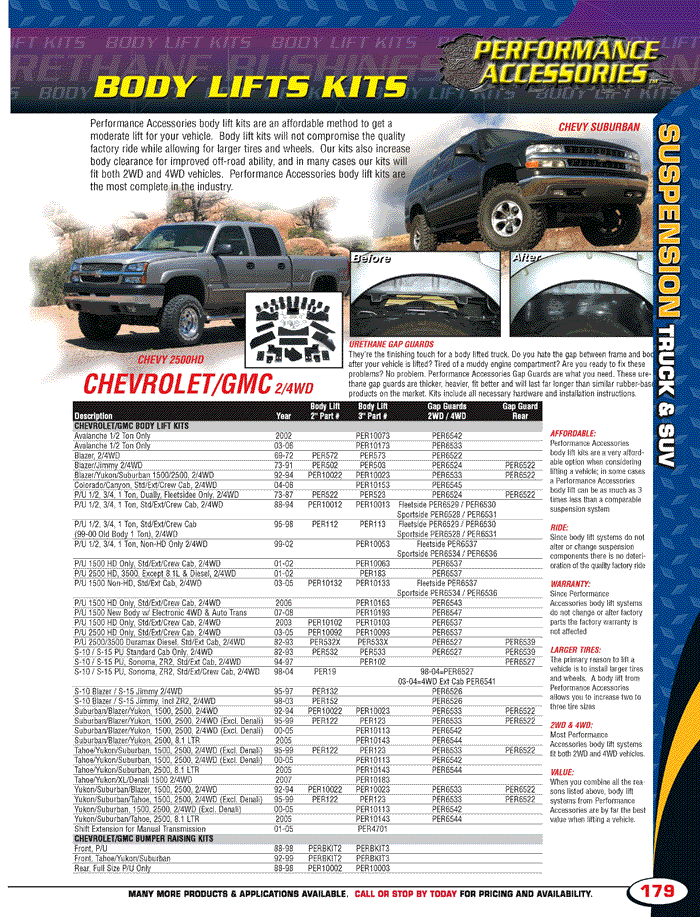 BODY LIFT KITS BODY LIFT KITS BODY LIFT KITS
PERFORMANCE
ACCESSORIES
BODY LIFTS KITS
Performance Accessories body lift kits are an affordable method to get a
moderate lift for your vehicle. Body lift kits will not compromise the quality
factory ride while allowing for larger tires and wheels. Our kits also increase
body clearance for improved off-road ability, and in many cases our kits will
fit both 2WD and 4WD vehicles. Performance Accessories body lift kits are
the most complete in the industry.
CHEVY SUBURBAN
SUSPENSION TRUCK & SUV
Before
After
CHEVY 2500HD
URETHANE GAP GUARDS
They're the finishing touch for a body lifted truck. Do you hate the gap between frame and bod
after your vehicle is lifted? Tired of a muddy engine compartment? Are you ready to fix these
problems? No problem. Performance Accessories Gap Guards are what you need. These ure-
thane gap guards are thicker, heavier, fit better and will last far longer than similar rubber-base
products on the market. Kits include all necessary hardware and installation instructions.
CHEVROLET/GMC 2/4WD
Description Year Body Lift 2" Part # Body Lift 3" Part # Gap Guards 2WD / 4WD Gap Guard Rear
CHEVROLET/GMC BODY LIFT KITS
Avalanche 1/2 Ton Only 2002 PER10073 PER6542
Avalanche 1/2 Ton Only 03-06 PER10173 PER6533
Blazer, 2/4WD 69-72 PER572 PER573 PER6522
Blazer/Jimmy 2/4WD 73-91 PER502 PER503 PER6524 PER6522
Blazer/Yukon/Suburban 1500/2500, 2/4WD 92-94 PER10022 PER10023 PER6533 PER6522
Colorado/Canyon, Std/Ext/Crew Cab, 2/4WD 04-08 PER10153 PER6545
P/U 1/2, 3/4, 1 Ton, Dually, Fleetsidee Only, 2/4WD 73-87 PER522 PER523 PER6524 PER6522
P/U 1/2, 3/4, 1 Ton, Std/Ext/Crew Cab, 2/4WD 88-94 PER10012 PER10013 Fleetside PER6529 / PER6530
Sportside PER6528 / PER6531
P/U 1/2, 3/4, 1 Ton, Std/Ext/Crew Cab 95-98 PER112 PER113 Fleetside PER6529 / PER6530
(99-00 Old Body 1 Ton), 2/4WD) Sportside PER6528 / PER6531
P/U 1/2, 3/4, 1 Ton, Non-HD Only 2/4WD 99-02 PER10053 Fleetside PER6537
Sportside PER6534 / PER6536
P/U 1500 HD Only, Std/Ext/Crew Cab, 2/4WD 01-02 PER10063 PER6537
P/U 2500 HD, 3500, Except 8.1L & Diesel, 2/4WD 01-02 PER183 PER6537
P/U 1500 Non-HD, Std/Ext Cab, 2/4WD 03-05 PER10132 PER10133 Fleetside PER6537
Sportside PER6534 / PER6536
P/U 1500 HD Only, Std/Ext/Crew Cab, 2/4WD 2006 PER10163 PER6543
P/U 1500 New Body w/ Electronic 4WD & Auto Trans 07-08 PER10193 PER6547
P/U 1500 HD Only, Std/Ext/Crew Cab, 2/4WD 2003 PER10102 PER10103 PER6537
P/U 2500 HD Only, Std/Ext/Crew Cab, 2/4WD 03-05 PER10092 PER10093 PER6537
P/U 2500/3500 Duramax Diesel, Std/Ext Cab, 2/4WD 82-93 PER532X PER533X PER6527 PER6539
S-10 / S-15 PU Standard Cab Only, 2/4WD 82-93 PER532 PER533 PER6527 PER6539
S-10 / S-15 PU, Sonoma, ZR2, Std/Ext Cab, 2/4WD 94-97 PER102 PER6527
S-10 / S-15 PU, Sonoma, ZR2, Std/Ext/Crew Cab, 2/4WD 98-04 PER19 98-04=PER6527
03-04=4WD Ext Cab PER6541
S-10 Blazer / S-15 Jimmy 2/4WD 95-97 PER132 PER6526
S-10 Blazer / S-15 Jimmy, Incl ZR2, 2/4WD 98-03 PER152 PER6526
Suburban/Blazer/Yukon, 1500, 2500, 2/4WD 92-94 PER10022 PER10023 PER6533 PER6522
Suburban/Blazer/Yukon, 1500, 2500, 2/4WD (Excl. Denali) 95-99 PER122 PER123 PER6533 PER6522
Suburban/Blazer/Yukon, 1500, 2500, 2/4WD (Excl. Denali) 00-05 PER10113 PER6542
Suburban/Blazer/Yukon, 2500, 8.1 LTR 2005 PER10143 PER6544
Tahoe/Yukon/Suburban, 1500, 2500, 2/4WD (Excl. Denali) 95-99 PER122 PER123 PER6533 PER6522
Tahoe/Yukon/Suburban, 1500, 2500, 2/4WD (Excl. Denali) 00-05 PER10113 PER6542
Tahoe/Yukon/Suburban, 2500, 8.1 LTR 2005 PER10143 PER6544
Tahoe/Yukon/XL/Denali 1500 2/4WD 2007 PER10183
Yukon/Suburban/Blazer, 1500, 2500, 2/4WD 92-94 PER10022 PER10023 PER6533 PER6522
Yukon/Suburban/Tahoe, 1500, 2500, 2/4WD (Excl. Denali) 95-99 PER122 PER123 PER6533 PER6522
Yukon/Suburban, 1500, 2500, 2/4WD (Excl. Denali) 00-05 PER10113 PER6542
Yukon/Suburban/Tahoe, 2500, 8.1 LTR 2005 PER10143 PER6544
Shift Extension for Manual Transmission 01-05 PER4701
CHEVROLET/GMC BUMPER RAISING KITS
Front, P/U 88-98 PERBKIT2 PERBKIT3
Front, Tahoe/Yukon/Suburban 92-99 PERBKIT2 PERBKIT3
Rear, Full Size P/U Only 88-98 PER10002 PER10003
AFFORDABLE:
Performance Accessories
body lift kits are a very afford-
able option when considering
lifting a vehicle; in some cases
a Performance Accessories
body lift can be as much as 3
times less than a comparable
suspension system
RIDE:
Since body lift systems do not
alter or change suspension
components there is no deteri-
oration of the quality factory ride
WARRANTY:
Since Performance
Accessories body lift systems
do not change or alter factory
parts the factory warranty is
not affected
LARGER TIRES:
The primary reason to lift a
vehicle is to install larger tires
and wheels. A body lift from
Performance Accessories
allows you to increase two to
three tire sizes
2WD & 4WD:
Most Performance
Accessories body lift systems
fit both 2WD and 4WD vehicles.
VALUE:
When you combine all the rea-
sons listed above, body lift
systems from Performance
Accessories are by far the best
value when lifting a vehicle.
MANY MORE PRODUCTS & APPLICATIONS AVAILABLE. CALL OR STOP BY TODAY FOR PRICING AND AVAILABILITY.
179